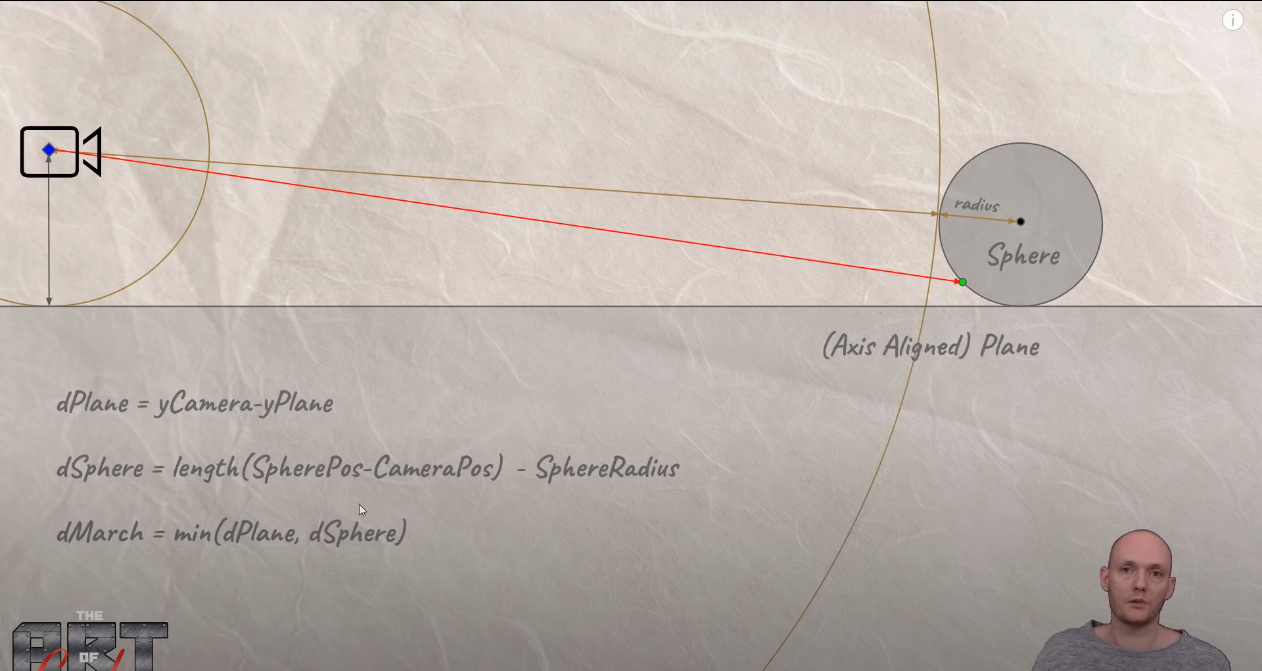 radius
Sphere
(Axis Aligned) Plane
dPlane = yCamera-yPlane
dSphere = length(SpherePos-CameraPos) - SphereRadius
dMarch = min(dPlane, dSphere)
THE
ART
OF